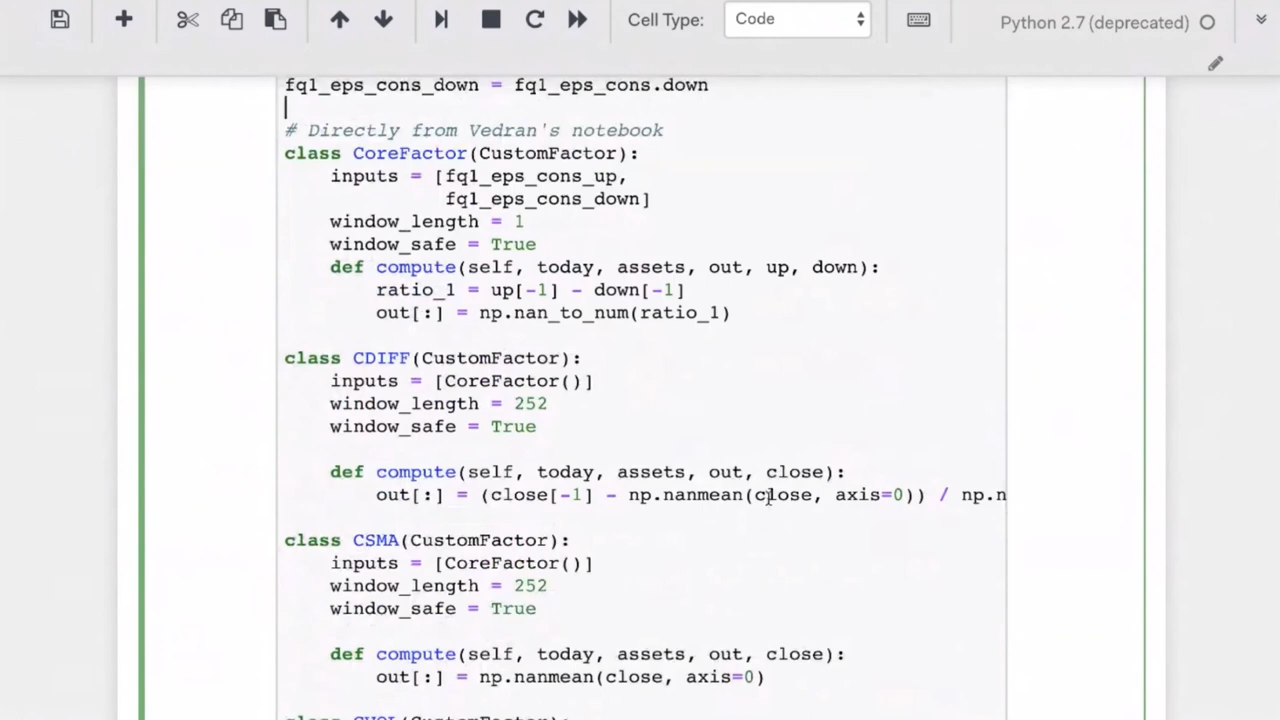 Cell Type:
Code
Python 2.7 (deprecated)
fq1_eps_cons_down = fq1_eps_cons.down
# Directly from Vedran's notebook
class CoreFactor(CustomFactor):
    inputs = [fq1_eps_cons_up,
              fq1_eps_cons_down]
    window_length = 1
    window_safe = True
    def compute(self, today, assets, out, up, down):
        ratio_1 = up[-1] - down[-1]
        out[:] = np.nan_to_num(ratio_1)
class CDIFF(CustomFactor):
    inputs = [CoreFactor()]
    window_length = 252
    window_safe = True
    def compute(self, today, assets, out, close):
        out[:] = (close[-1] - np.nanmean(close, axis=0)) / np.n
class CSMA(CustomFactor):
    inputs = [CoreFactor()]
    window_length = 252
    window_safe = True
    def compute(self, today, assets, out, close):
        out[:] = np.nanmean(close, axis=0)